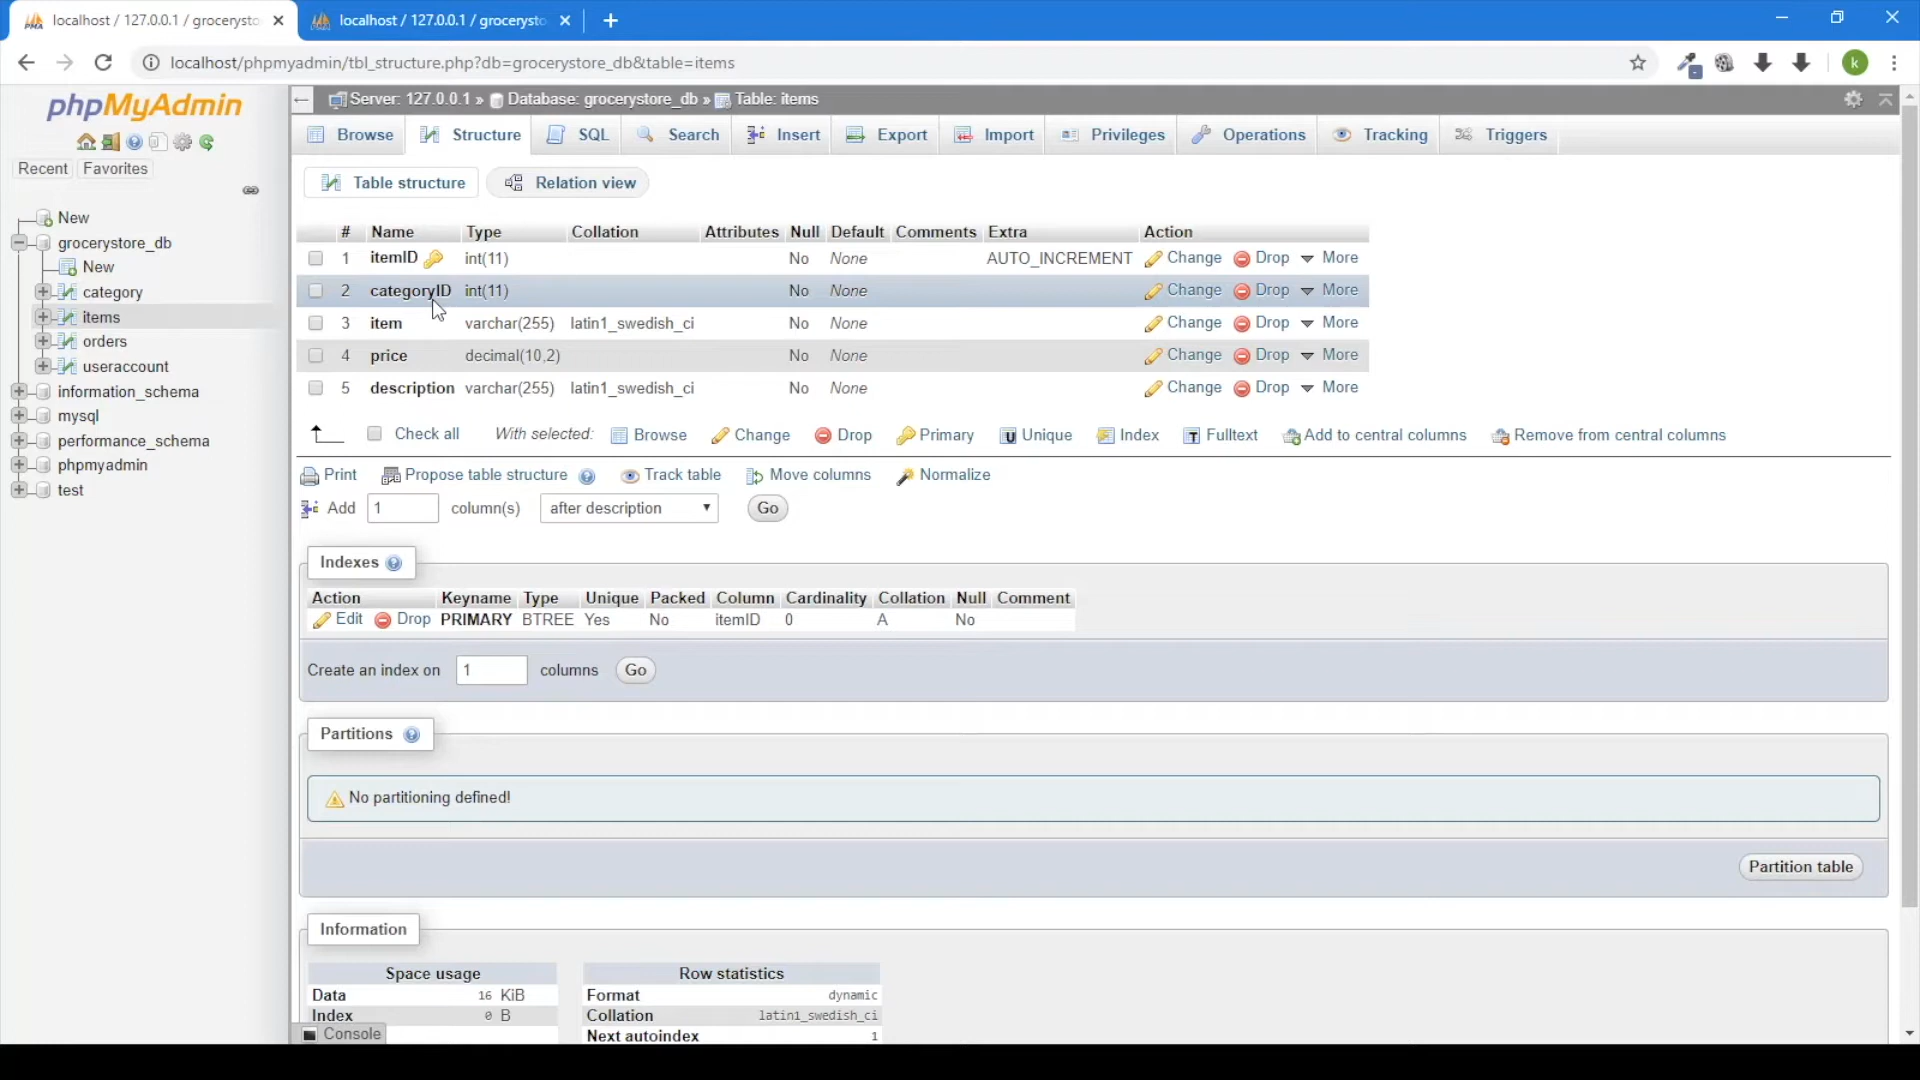 localhost / 127.0.0.1 / grocerysto
localhost / 127.0.0.1 / grocerysto
localhost/phpmyadmin/tbl_structure.php?db=grocerystore_db&table=items
k
phpMyAdmin
Recent Favorites
New
grocerystore_db
New
category
items
orders
useraccount
information_schema
mysql
performance_schema
phpmyadmin
test
Server: 127.0.0.1 » Database: grocerystore_db » Table: items
Browse Structure SQL Search Insert Export Import Privileges Operations Tracking Triggers
Table structure Relation view
# Name Type Collation Attributes Null Default Comments Extra Action
1 itemID int(11) No None AUTO_INCREMENT Change Drop More
2 categoryID int(11) No None Change Drop More
3 item varchar(255) latin1_swedish_ci No None Change Drop More
4 price decimal(10,2) No None Change Drop More
5 description varchar(255) latin1_swedish_ci No None Change Drop More
Check all With selected: Browse Change Drop Primary Unique Index Fulltext Add to central columns Remove from central columns
Print Propose table structure Track table Move columns Normalize
Add 1 column(s) after description Go
Indexes
Action Keyname Type Unique Packed Column Cardinality Collation Null Comment
Edit Drop PRIMARY BTREE Yes No itemID 0 A No
Create an index on 1 columns Go
Partitions
No partitioning defined!
Partition table
Information
Space usage
Data 16 KiB
Index 0 B
Row statistics
Format dynamic
Collation latin1_swedish_ci
Next autoindex 1
Console